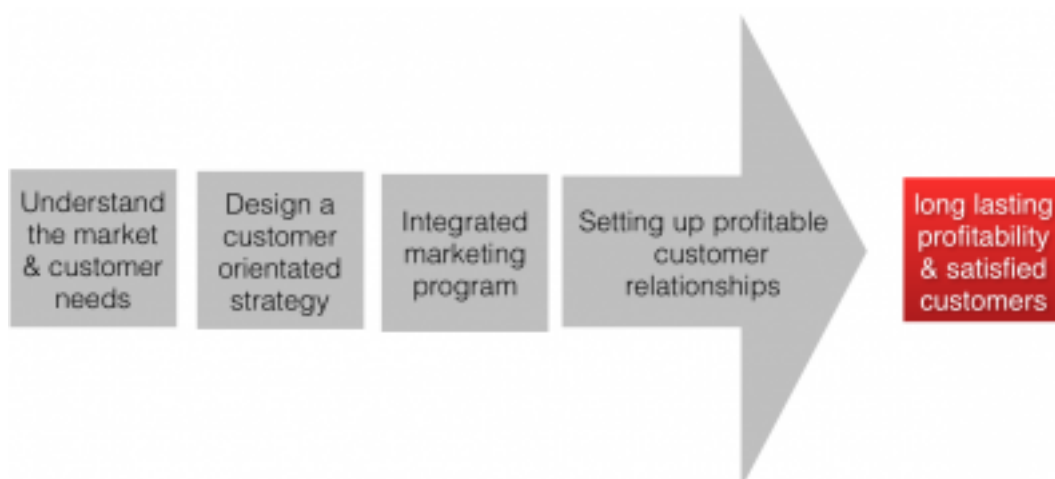 Understand
the market
& customer
needs
Design a
customer
orientated
strategy
Integrated
marketing
program
Setting up profitable
customer
relationships
long lasting
profitability
& satisfied
customers